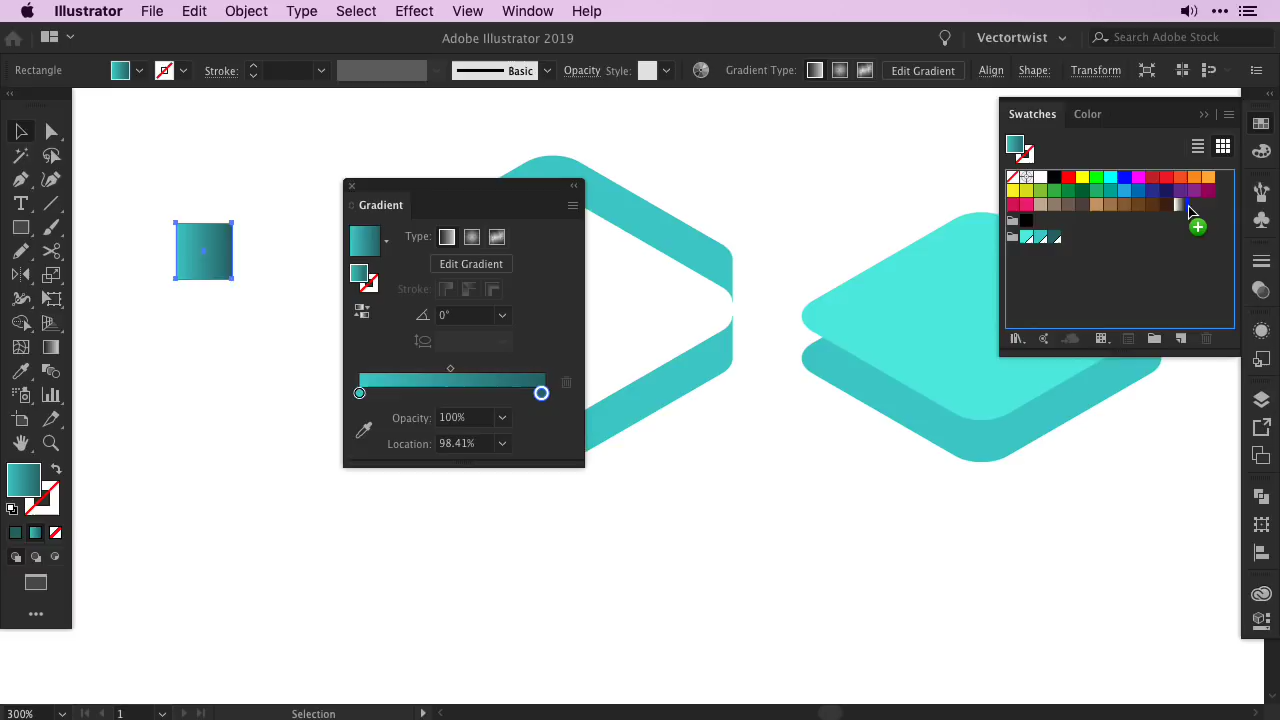 Illustrator File Edit Object Type Select Effect View Window Help
Adobe Illustrator 2019
Vectortwist
Search Adobe Stock
Rectangle
Stroke:
Basic
Opacity
Style:
Gradient Type:
Edit Gradient
Align
Shape:
Transform
Swatches
Color
Gradient
Type:
Edit Gradient
Stroke:
0°
Opacity:
100%
Location:
98.41%
300%
1
Selection